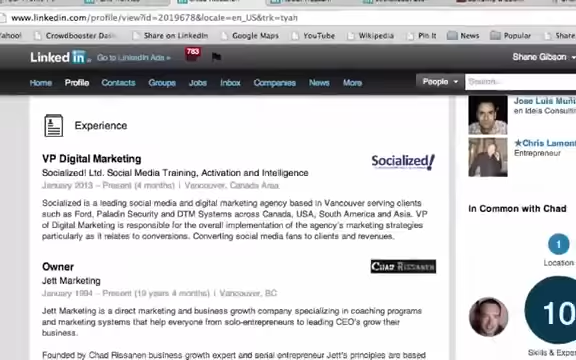 www.linkedin.com/profile/view?id=2019678&locale=en_US&trk=tyah
Yahoo! Crowdbooster Dash Share on LinkedIn Google Maps YouTube Wikipedia Pin It News Popular
Linked in Go to LinkedIn Ads » 783 Shane Gibson
Home Profile Contacts Groups Jobs Inbox Companies News More People Search...
Experience
VP Digital Marketing
Socialized! Ltd. Social Media Training, Activation and Intelligence
January 2013 – Present (4 months) | Vancouver, Canada Area
Socialized!
Socialized is a leading social media and digital marketing agency based in Vancouver serving clients
such as Ford, Paladin Security and DTM Systems across Canada, USA, South America and Asia. VP
of Digital Marketing is responsible for the overall implementation of the agency's marketing strategies
particularly as it relates to conversions. Converting social media fans to clients and revenues.
Owner
Jett Marketing
January 1994 – Present (19 years 4 months) | Vancouver, BC
CHAD RISSANEN
Jett Marketing is a direct marketing and business growth company specializing in coaching programs
and marketing systems that help everyone from solo-entrepreneurs to leading CEO's grow their
business.
Founded by Chad Rissanen business growth expert and serial entrepreneur Jett's principles are based
Jose Luis Muñi
en Ideia Consulting
★Chris Lamont
Entrepreneur
In Common with Chad
1
Location
10
Skills & Expe